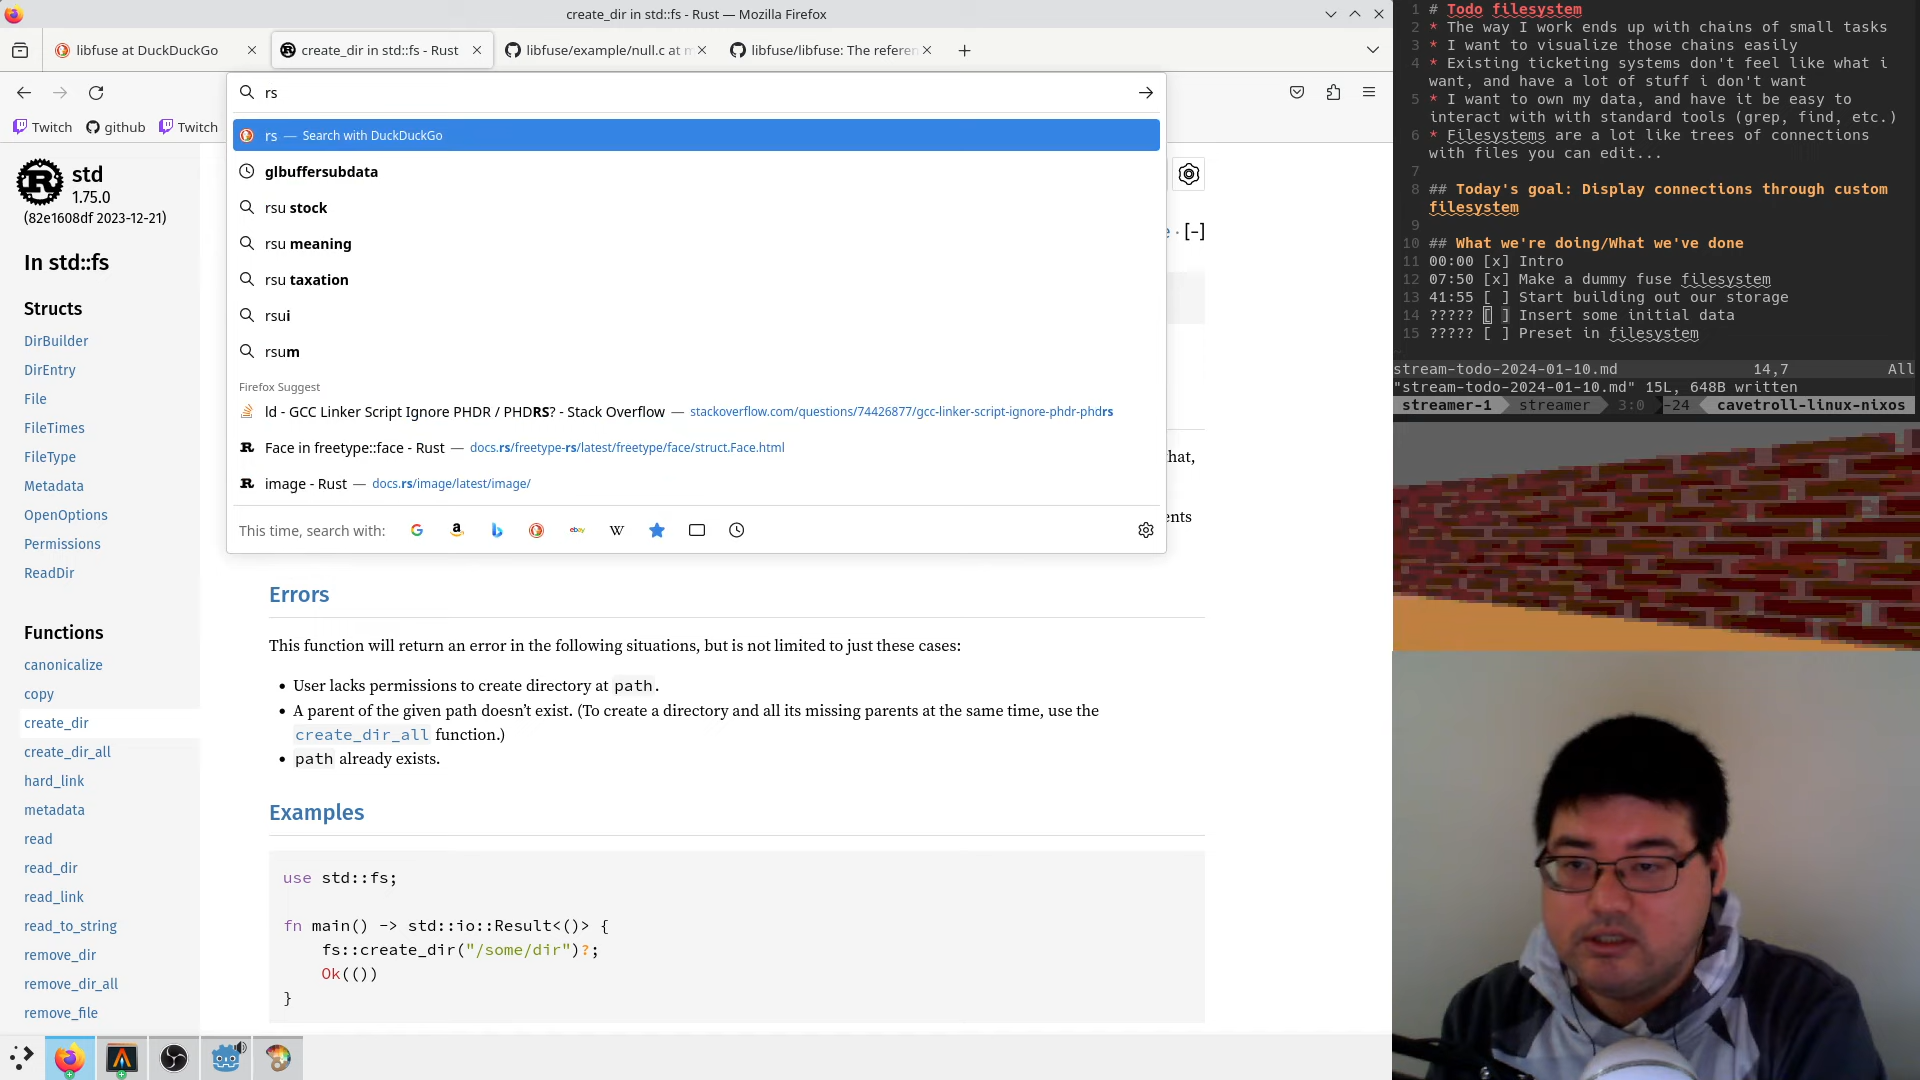 create_dir in std::fs - Rust — Mozilla Firefox
libfuse at DuckDuckGo
create_dir in std::fs - Rust
libfuse/example/null.c at m
libfuse/libfuse: The referen
rs
Twitch
github
Twitch
rs — Search with DuckDuckGo
glbuffersubdata
rsu stock
rsu meaning
rsu taxation
rsui
rsum
Firefox Suggest
ld - GCC Linker Script Ignore PHDR / PHDRS? - Stack Overflow — stackoverflow.com/questions/74426877/gcc-linker-script-ignore-phdr-phdrs
Face in freetype::face - Rust — docs.rs/freetype-rs/latest/freetype/face/struct.Face.html
image - Rust — docs.rs/image/latest/image/
This time, search with:
std
1.75.0
(82e1608df 2023-12-21)
In std::fs
Structs
DirBuilder
DirEntry
File
FileTimes
FileType
Metadata
OpenOptions
Permissions
ReadDir
Functions
canonicalize
copy
create_dir
create_dir_all
hard_link
metadata
read
read_dir
read_link
read_to_string
remove_dir
remove_dir_all
remove_file
· [−]
Errors
This function will return an error in the following situations, but is not limited to just these cases:
• User lacks permissions to create directory at path.
• A parent of the given path doesn’t exist. (To create a directory and all its missing parents at the same time, use the
create_dir_all function.)
• path already exists.
Examples
use std::fs;
fn main() -> std::io::Result<()> {
fs::create_dir("/some/dir")?;
Ok(())
}
1 # Todo filesystem
2 * The way I work ends up with chains of small tasks
3 * I want to visualize those chains easily
4 * Existing ticketing systems don't feel like what i
want, and have a lot of stuff i don't want
5 * I want to own my data, and have it be easy to
interact with with standard tools (grep, find, etc.)
6 * Filesystems are a lot like trees of connections
with files you can edit...
7
8 ## Today's goal: Display connections through custom
filesystem
9
10 ## What we're doing/What we've done
11 00:00 [x] Intro
12 07:50 [x] Make a dummy fuse filesystem
13 41:55 [ ] Start building out our storage
14 ????? [ ] Insert some initial data
15 ????? [ ] Preset in filesystem
stream-todo-2024-01-10.md 14,7 All
"stream-todo-2024-01-10.md" 15L, 648B written
streamer-1 streamer 3:0 -24 cavetroll-linux-nixos